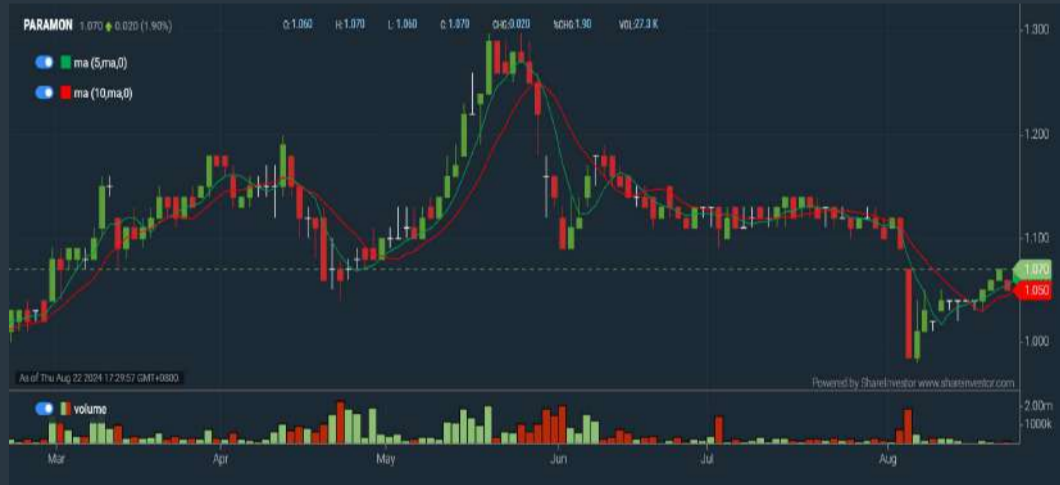 PARAMON 1.070 0.020 (1.90%) O:1.060 H:1.070 L: 1.060 C:1.070 CHG:0.020 %CHG:1.90 VOL:27.3 K
ma (5,ma,0)
ma (10,ma,0)
1.300
1.200
1.100
1.070
1.050
1.000
As of Thu Aug 22 2024 17:29:57 GMT+0800
Powered by ShareInvestor www.shareinvestor.com
volume
2.00m
1000k
Mar Apr May Jun Jul Aug